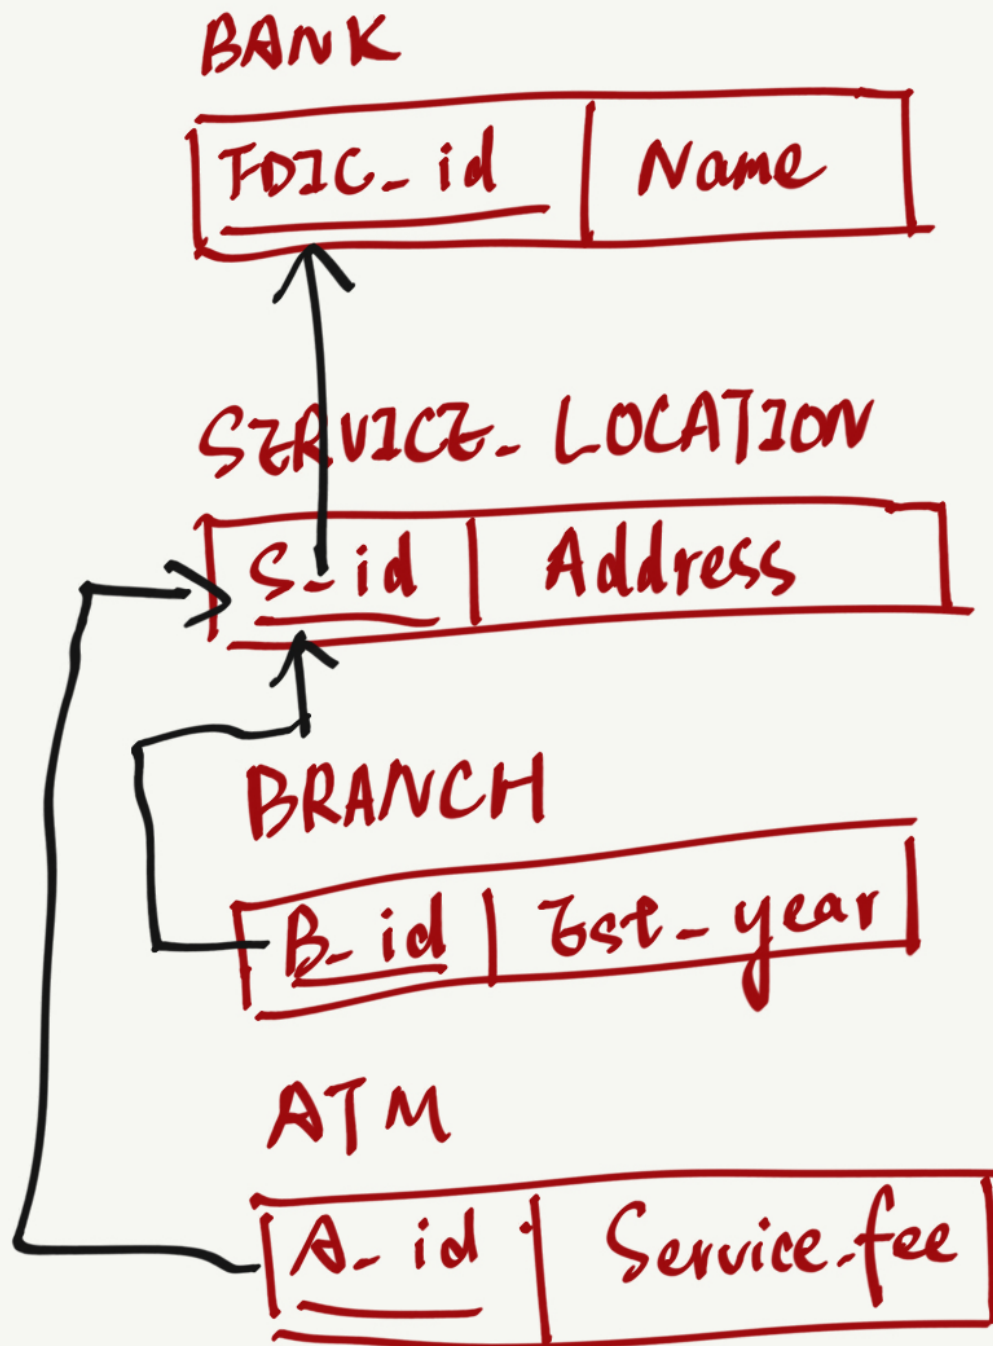 BANK
FDIC_id Name
SERVICE_LOCATION
S_id Address
BRANCH
B_id Est_year
ATM
A_id Service_fee